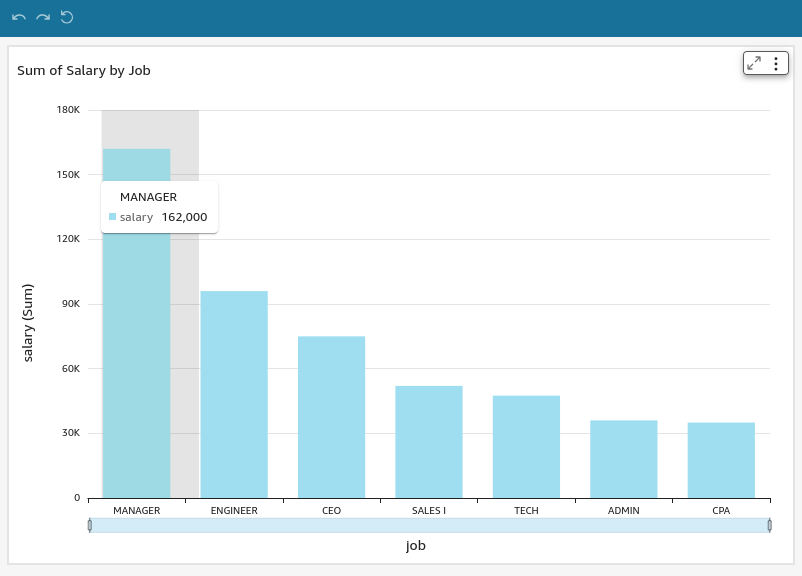 Sum of Salary by Job
180K
150K
120K
90K
60K
30K
0
salary (Sum)
MANAGER
salary 162,000
MANAGER ENGINEER CEO SALES I TECH ADMIN CPA
job